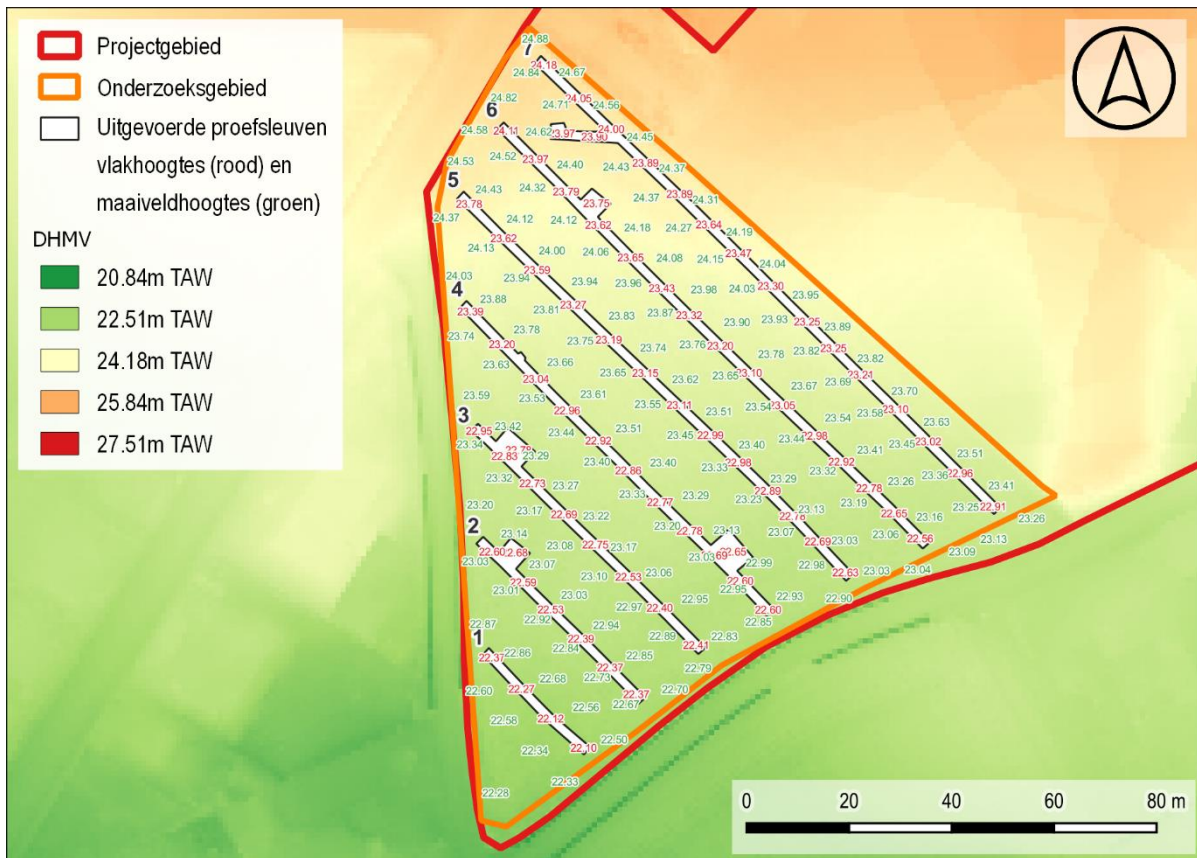 Projectgebied
Onderzoeksgebied
Uitgevoerde proefsleuven
vlakhoogtes (rood) en
maaiveldhoogtes (groen)
DHMV
20.84m TAW
22.51m TAW
24.18m TAW
25.84m TAW
27.51m TAW
24.88
7
24.18
24.84 24.67
24.82 24.05
24.71 24.56
6
24.58 24.11 24.62 23.97 23.90 24.00 24.45
24.53 24.52 23.97 24.40 24.43 23.89 24.37
5
24.43 24.32 23.79 23.75 24.37 23.89 24.31
23.78
24.37 24.12 24.12 23.62 24.18 24.27 23.64 24.19
24.13 23.62 24.00 24.06 23.65 24.08 24.15 23.47 24.04
24.03 23.94 23.59 23.94 23.96 23.43 23.98 24.03 23.30 23.95
4
23.88 23.39 23.81 23.27 23.83 23.87 23.32 23.90 23.93 23.25 23.89
23.74 23.20 23.78 23.75 23.19 23.74 23.76 23.20 23.78 23.82 23.25 23.82
23.63 23.04 23.66 23.65 23.15 23.62 23.65 23.10 23.67 23.69 23.21 23.70
23.59 23.53 22.96 23.61 23.55 23.11 23.51 23.54 23.05 23.54 23.58 23.10 23.63
3
22.95 23.42 23.44 22.92 23.51 23.45 22.99 23.40 23.44 22.98 23.41 23.45 23.02 23.51
23.34 22.83 22.78 23.29 23.40 22.86 23.40 23.33 22.98 23.29 23.32 22.92 23.26 23.36 22.96 23.41
23.32 22.73 23.27 23.33 22.77 23.29 23.23 22.89 23.13 23.19 22.78 23.16 23.25 22.91 23.26
23.20 23.17 22.69 23.22 23.20 22.78 23.13 23.07 22.78 23.03 23.06 22.65 23.09 23.13
2
22.60 23.14 22.68 23.08 22.75 23.17 23.03 22.65 22.99 22.98 22.69 23.03 22.56 23.04
23.03 23.07 22.59 23.10 22.53 23.06 22.95 22.60 22.93 22.63 22.90
23.01 22.53 23.03 22.97 22.40 22.95 22.60 22.85
22.87 22.92 22.39 22.94 22.89 22.41 22.83
1
22.37 22.86 22.84 22.37 22.85 22.79
22.60 22.27 22.68 22.73 22.37 22.70
22.58 22.12 22.56 22.67
22.34 22.10 22.50
22.28 22.33
0 20 40 60 80 m